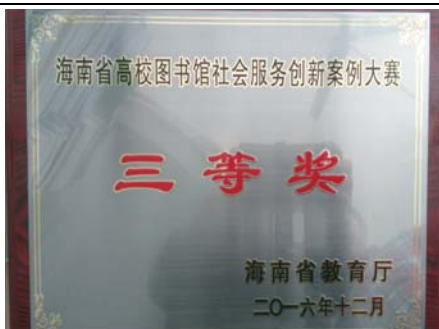 海南省高校图书馆社会服务创新案例大赛
三等奖
海南省教育厅
二〇一六年十二月